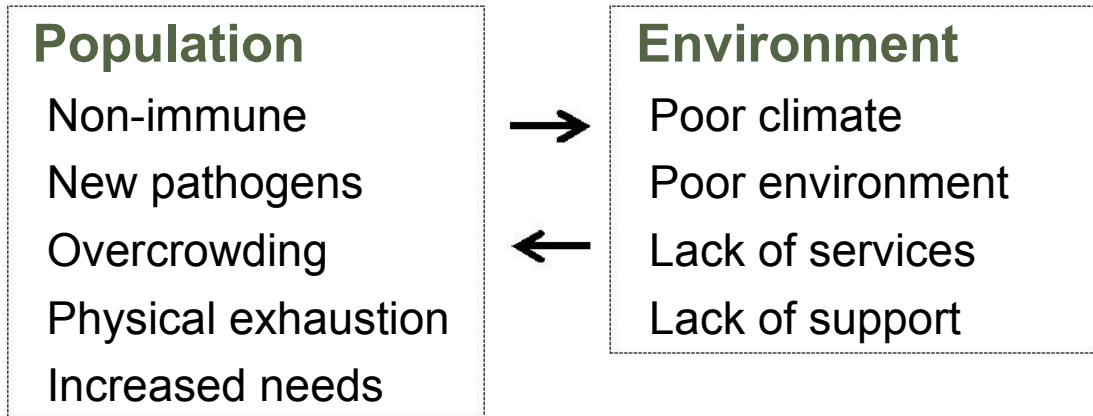 Population
Non-immune
New pathogens
Overcrowding
Physical exhaustion
Increased needs
Environment
Poor climate
Poor environment
Lack of services
Lack of support